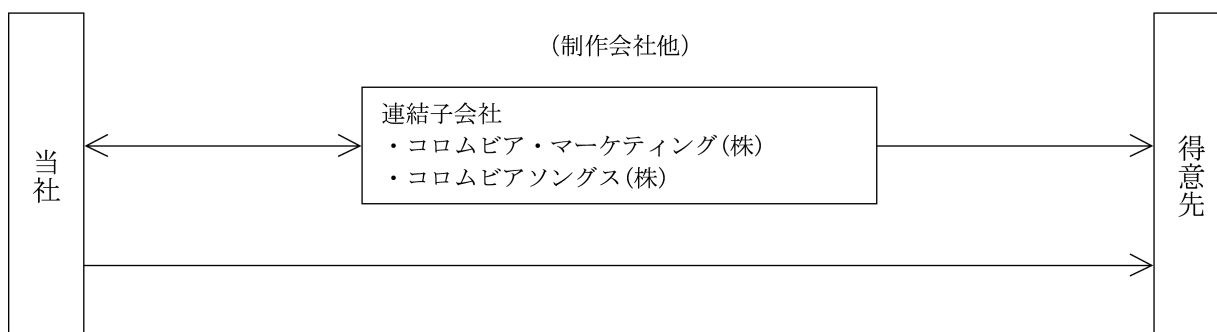 (制作会社他)
当社
連結子会社
・コロムビア・マーケティング(株)
・コロムビアソングス(株)
得意先